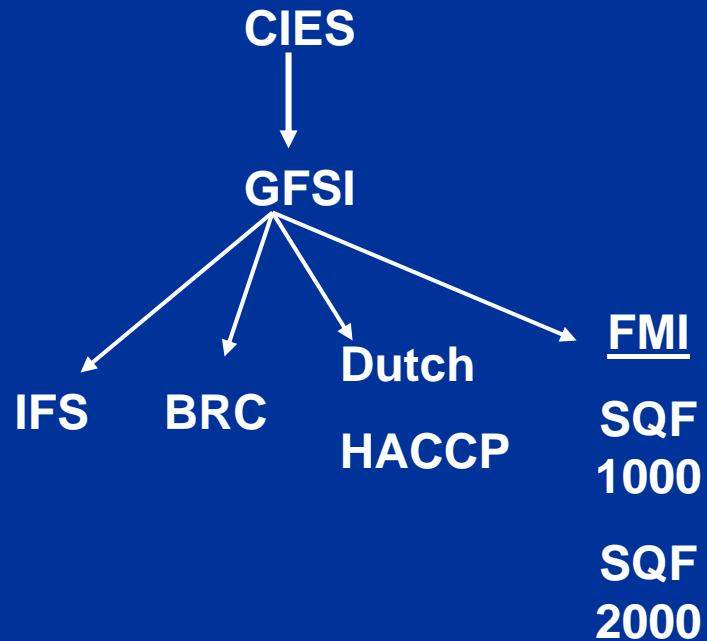 CIES
GFSI
IFS
BRC
Dutch
HACCP
FMI
SQF
1000
SQF
2000